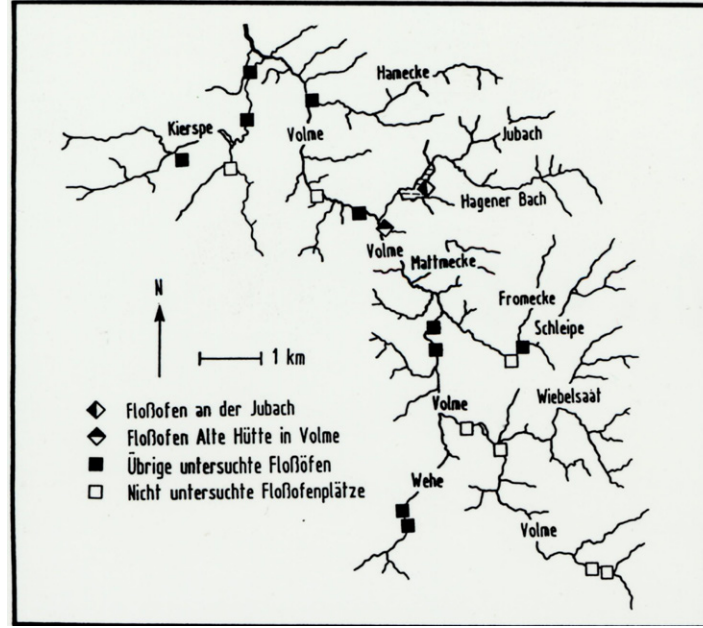 Hamecke
Kierspe
Volme
Jubach
Hagener Bach
Volme
Mattmecke
N
Fromecke
Schleipe
1 km
Wiebelsaat
Volme
Floßofen an der Jubach
Floßofen Alte Hütte in Volme
Übrige untersuchte Floßöfen
Nicht untersuchte Floßofenplätze
Wehe
Volme